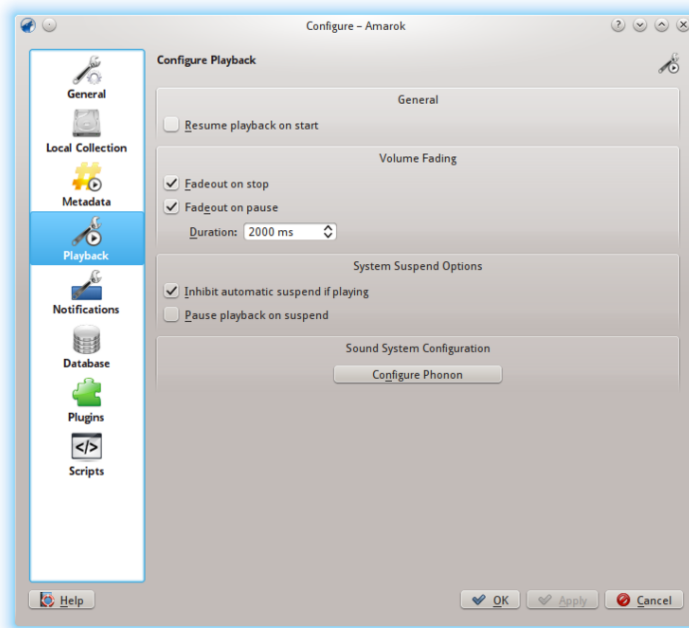 Configure – Amarok
General
Local Collection
Metadata
Playback
Notifications
Database
Plugins
Scripts
Configure Playback
General
Resume playback on start
Volume Fading
Fadeout on stop
Fadeout on pause
Duration: 2000 ms
System Suspend Options
Inhibit automatic suspend if playing
Pause playback on suspend
Sound System Configuration
Configure Phonon
Help
OK
Apply
Cancel